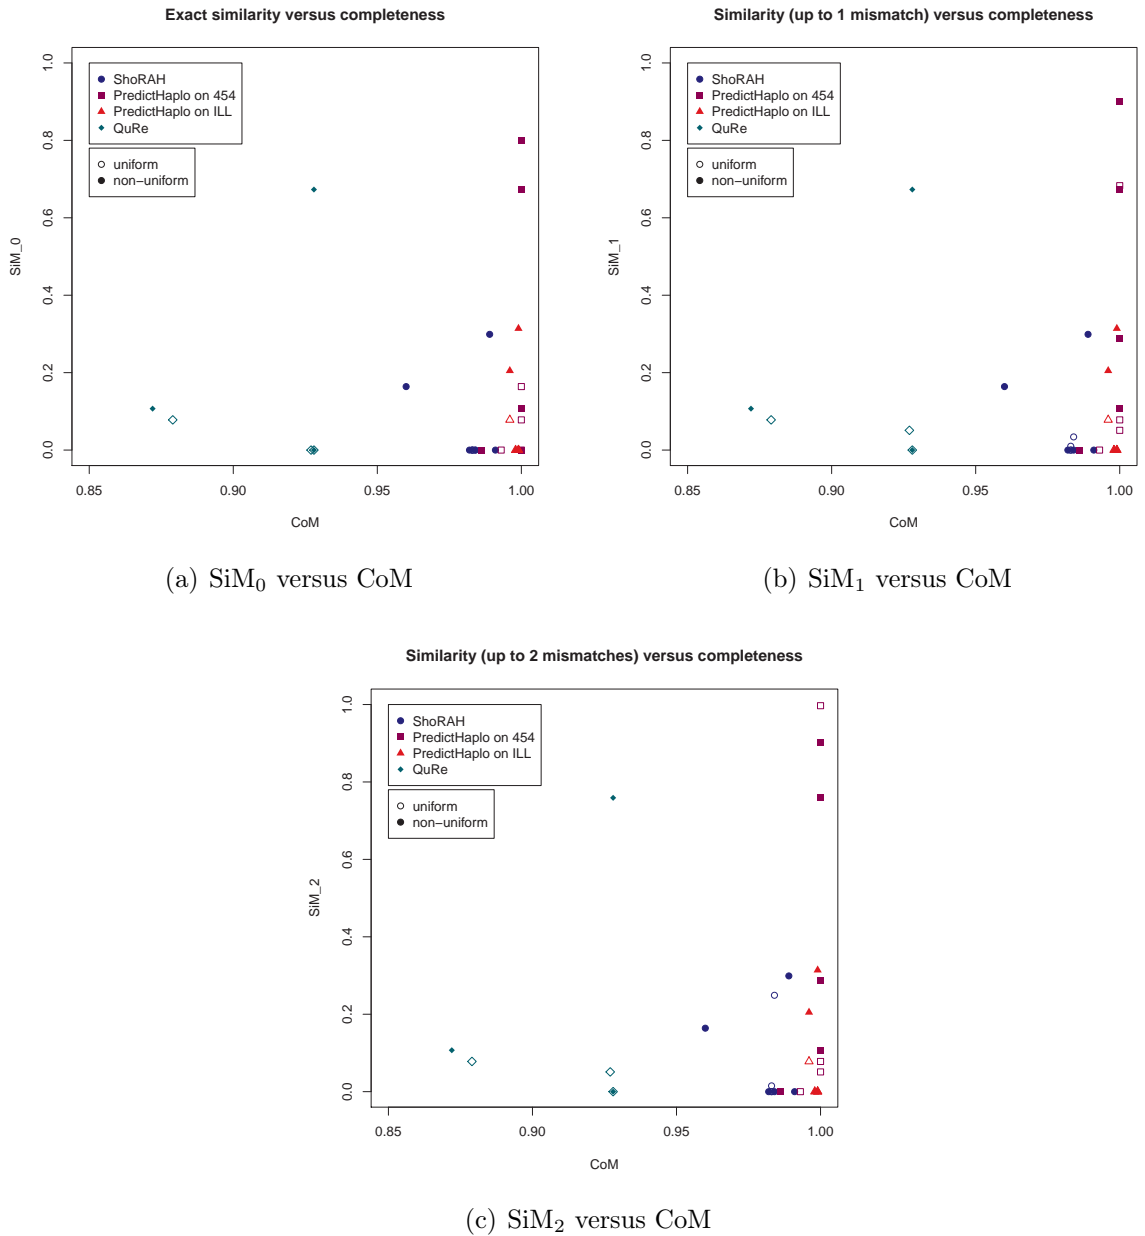 Exact similarity versus completeness
SiM_0
1.0
0.8
0.6
0.4
0.2
0.0
ShoRAH
PredictHaplo on 454
PredictHaplo on ILL
QuRe
uniform
non−uniform
0.85 0.90 0.95 1.00
CoM
(a) SiM₀ versus CoM
Similarity (up to 1 mismatch) versus completeness
SiM_1
1.0
0.8
0.6
0.4
0.2
0.0
ShoRAH
PredictHaplo on 454
PredictHaplo on ILL
QuRe
uniform
non−uniform
0.85 0.90 0.95 1.00
CoM
(b) SiM₁ versus CoM
Similarity (up to 2 mismatches) versus completeness
SiM_2
1.0
0.8
0.6
0.4
0.2
0.0
ShoRAH
PredictHaplo on 454
PredictHaplo on ILL
QuRe
uniform
non−uniform
0.85 0.90 0.95 1.00
CoM
(c) SiM₂ versus CoM